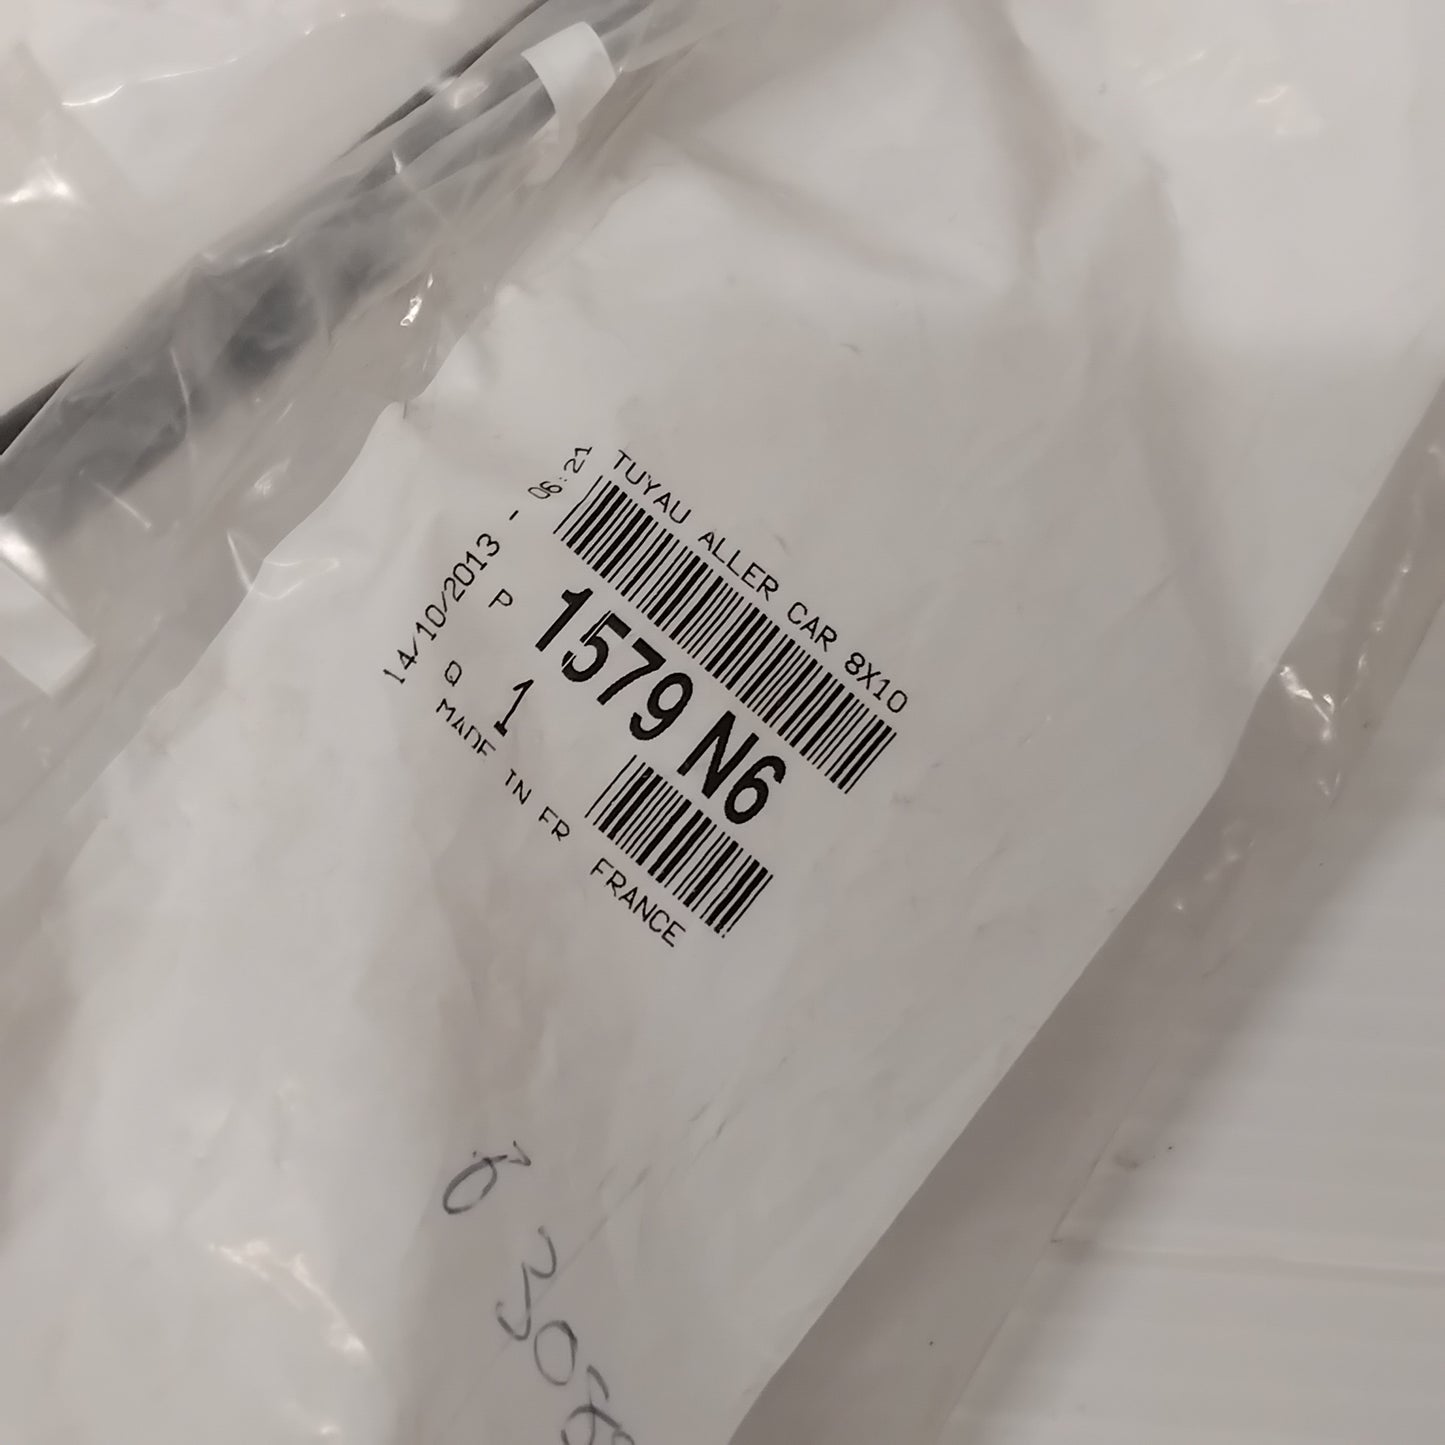 14/10/2013 - 06:21
TUYAU ALLER CAR 8X10
P 1579 N6
Q 1
MADE IN FR FRANCE